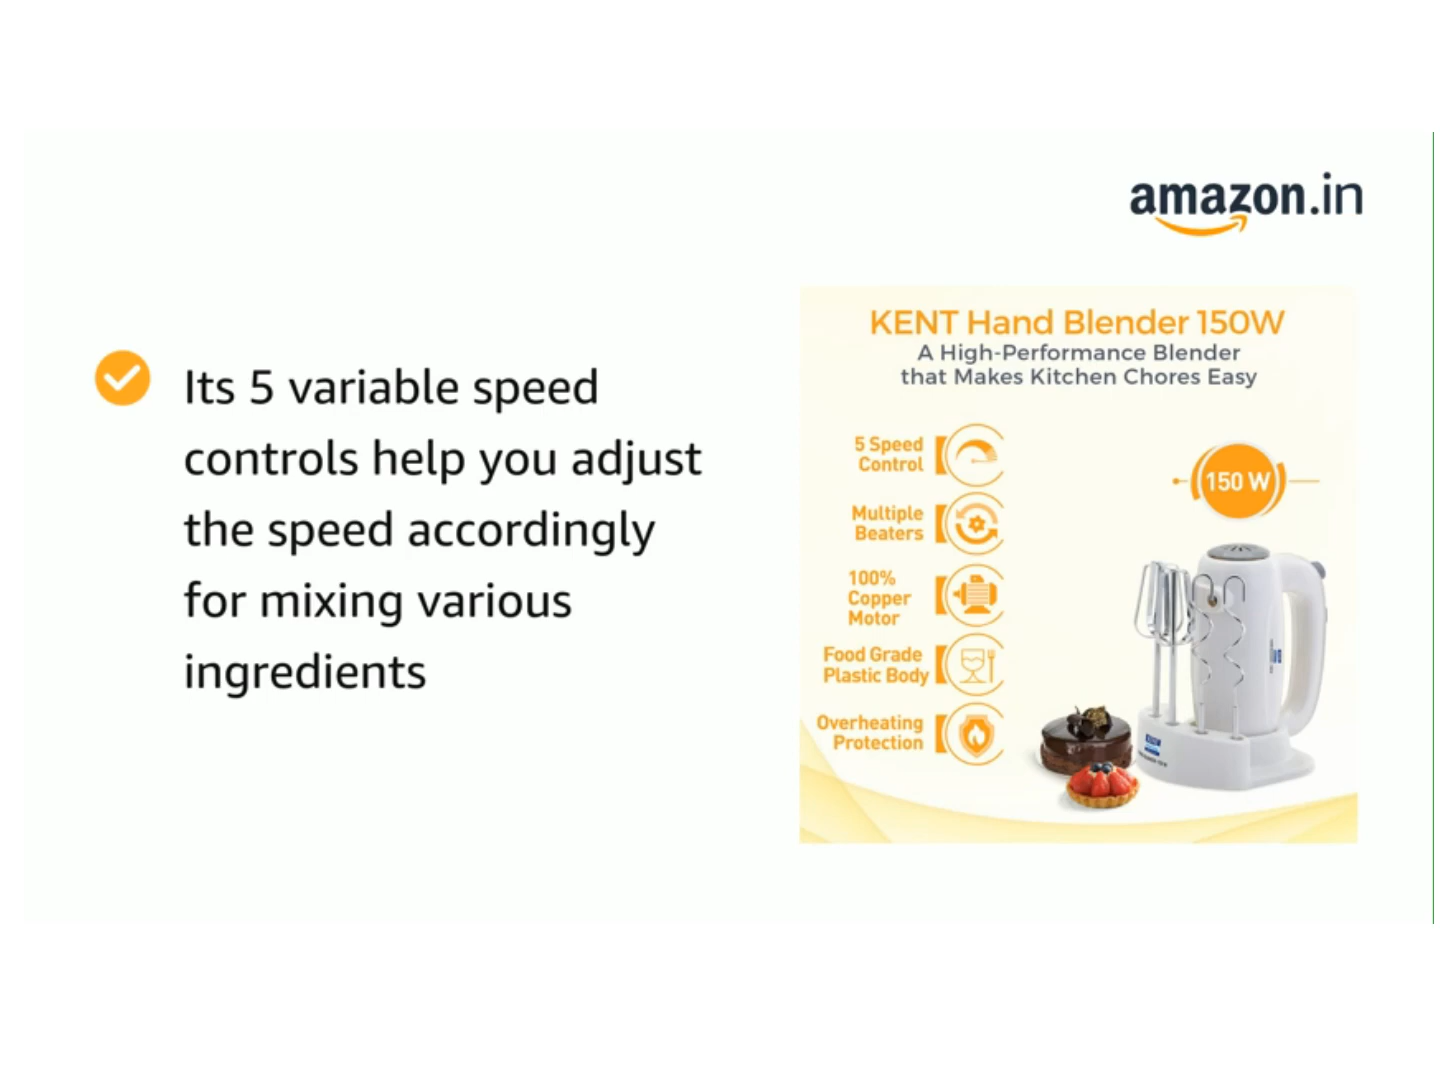 amazon.in
Its 5 variable speed
controls help you adjust
the speed accordingly
for mixing various
ingredients
KENT Hand Blender 150W
A High-Performance Blender
that Makes Kitchen Chores Easy
5 Speed
Control
Multiple
Beaters
100%
Copper
Motor
Food Grade
Plastic Body
Overheating
Protection
150 W